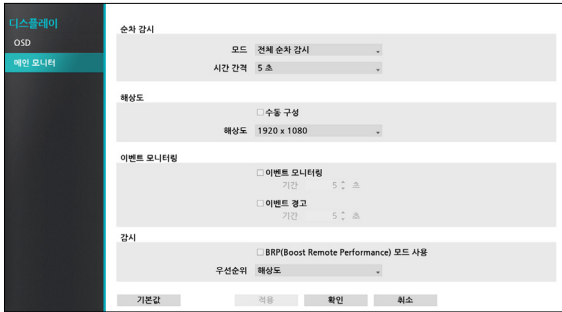 디스플레이
OSD
메인 모니터
순차 감시
모드 전체 순차 감시
시간 간격 5 초
해상도
수동 구성
해상도 1920 x 1080
이벤트 모니터링
이벤트 모니터링
기간 5 초
이벤트 경고
기간 5 초
감시
BRP(Boost Remote Performance) 모드 사용
우선순위 해상도
기본값 적용 확인 취소